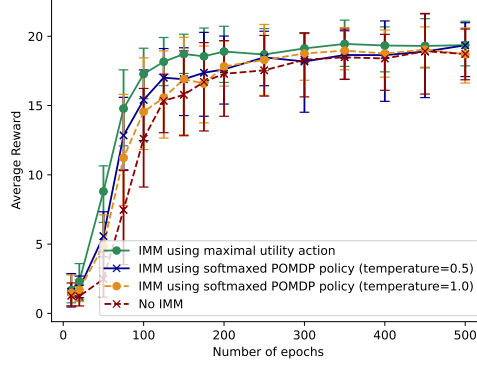 20
15
10
5
0
Average Reward
IMM using maximal utility action
IMM using softmaxed POMDP policy (temperature=0.5)
IMM using softmaxed POMDP policy (temperature=1.0)
No IMM
0 100 200 300 400 500
Number of epochs